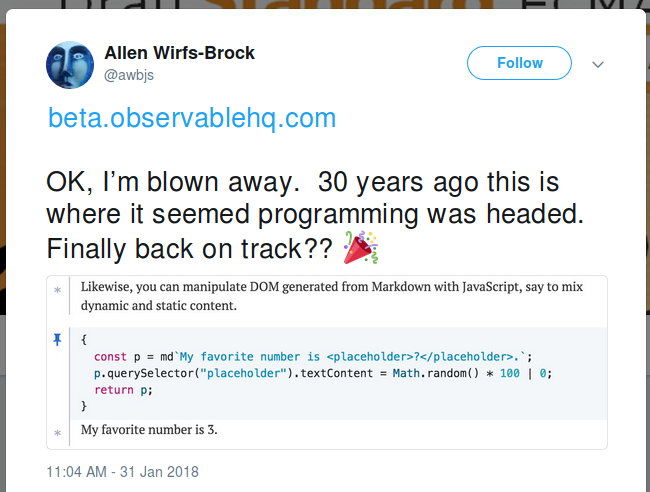 Draft Standard ECMA
Allen Wirfs-Brock
@awbjs
Follow
beta.observablehq.com
OK, I’m blown away.  30 years ago this is
where it seemed programming was headed.
Finally back on track?? 🎉
* Likewise, you can manipulate DOM generated from Markdown with JavaScript, say to mix
dynamic and static content.
{
  const p = md`My favorite number is <placeholder>?</placeholder>.`;
  p.querySelector("placeholder").textContent = Math.random() * 100 | 0;
  return p;
}
* My favorite number is 3.
11:04 AM - 31 Jan 2018